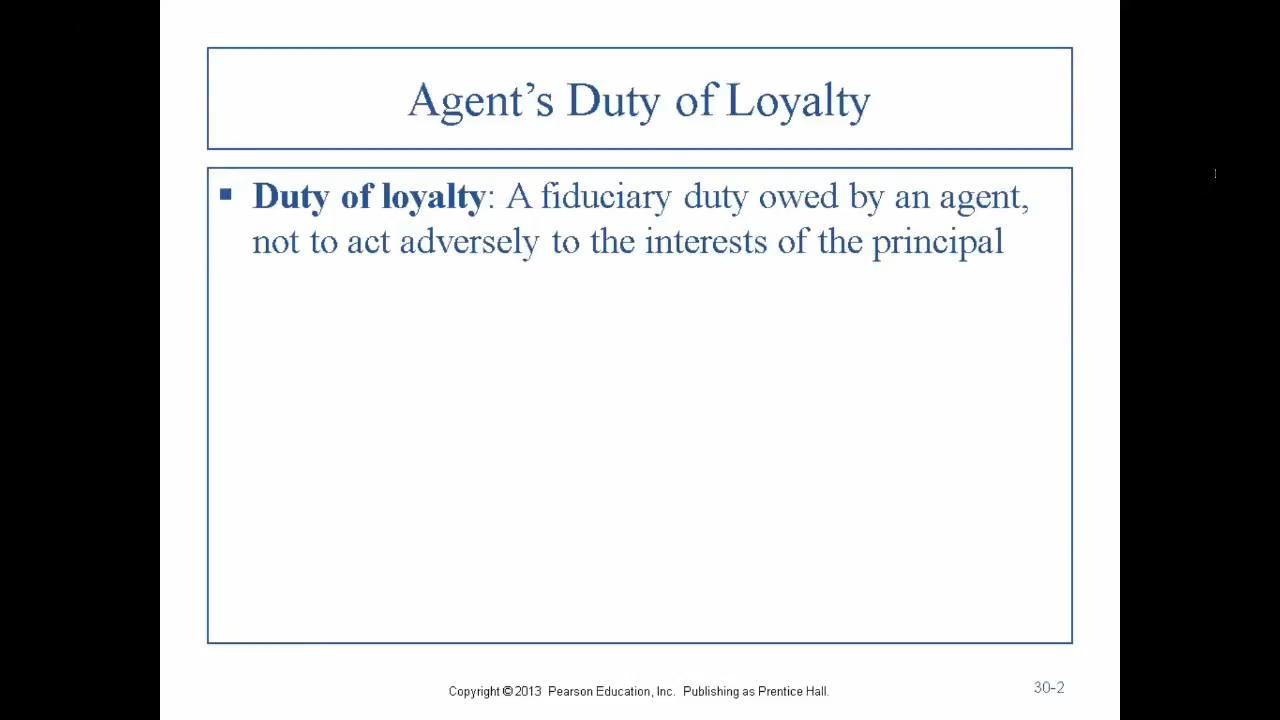 Agent’s Duty of Loyalty
▪ Duty of loyalty: A fiduciary duty owed by an agent,
not to act adversely to the interests of the principal
Copyright © 2013 Pearson Education, Inc. Publishing as Prentice Hall.
30-2